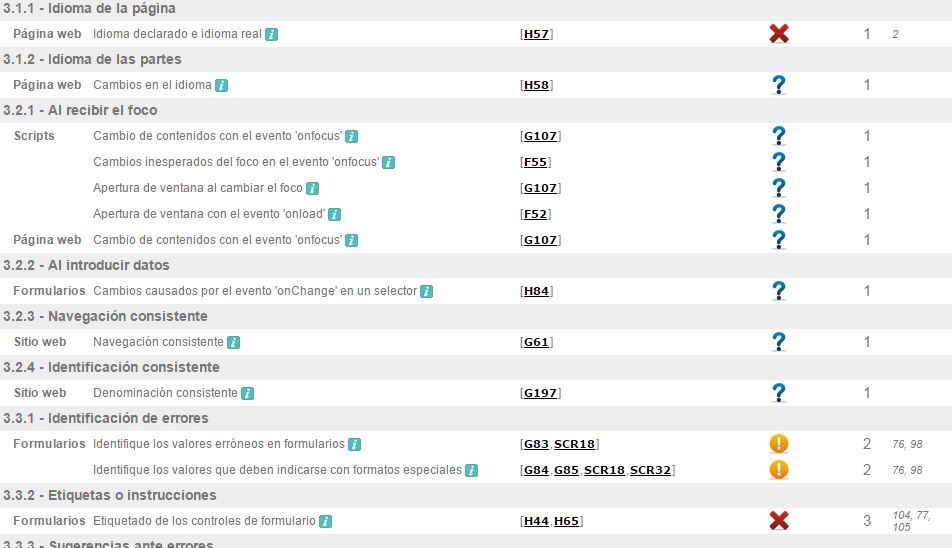 3.1.1 - Idioma de la página
Página web Idioma declarado e idioma real i [H57] 1 2
3.1.2 - Idioma de las partes
Página web Cambios en el idioma i [H58] ? 1
3.2.1 - Al recibir el foco
Scripts Cambio de contenidos con el evento 'onfocus' i [G107] ? 1
Cambios inesperados del foco en el evento 'onfocus' i [F55] ? 1
Apertura de ventana al cambiar el foco i [G107] ? 1
Apertura de ventana con el evento 'onload' i [F52] ? 1
Página web Cambio de contenidos con el evento 'onfocus' i [G107] ? 1
3.2.2 - Al introducir datos
Formularios Cambios causados por el evento 'onChange' en un selector i [H84] ? 1
3.2.3 - Navegación consistente
Sitio web Navegación consistente i [G61] ? 1
3.2.4 - Identificación consistente
Sitio web Denominación consistente i [G197] ? 1
3.3.1 - Identificación de errores
Formularios Identifique los valores erróneos en formularios i [G83,SCR18] ! 2 76, 98
Identifique los valores que deben indicarse con formatos especiales i [G84,G85,SCR18,SCR32] ! 2 76, 98
3.3.2 - Etiquetas o instrucciones
Formularios Etiquetado de los controles de formulario i [H44,H65] 3 104, 77,
105
3.3.3 - Sugerencias ante errores